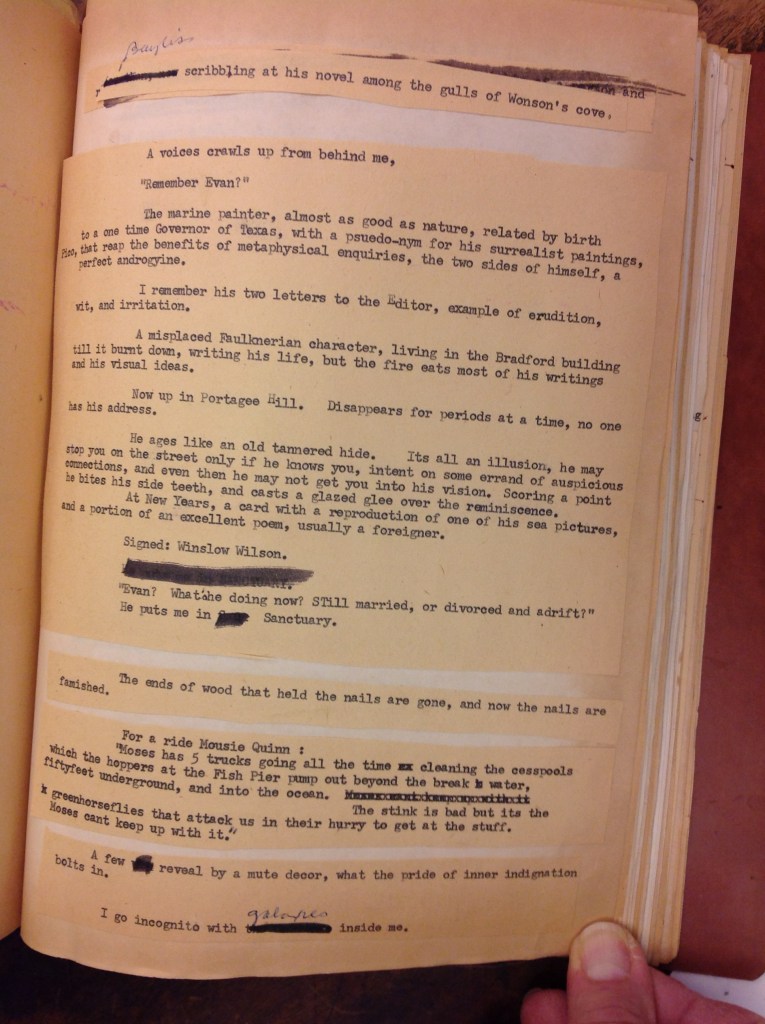 Baylis
scribbling at his novel among the gulls of Wonson's cove.
and
r
A voices crawls up from behind me,
"Remember Evan?"
The marine painter, almost as good as nature, related by birth
to a one time Governor of Texas, with a psuedo-nym for his surrealist paintings,
Pico, that reap the benefits of metaphysical enquiries, the two sides of himself, a
perfect androgyine.
I remember his two letters to the Editor, example of erudition,
wit, and irritation.
A misplaced Faulknerian character, living in the Bradford building
till it burnt down, writing his life, but the fire eats most of his writings
and his visual ideas.
Now up in Portagee Hill. Disappears for periods at a time, no one
has his address.
He ages like an old tannered hide. Its all an illusion, he may
stop you on the street only if he knows you, intent on some errand of auspicious
connections, and even then he may not get you into his vision. Scoring a point
he bites his side teeth, and casts a glazed glee over the reminiscence.
At New Years, a card with a reproduction of one of his sea pictures,
and a portion of an excellent poem, usually a foreigner.
Signed: Winslow Wilson.
"Evan? What'she doing now? STill married, or divorced and adrift?"
He puts me in Sanctuary.
The ends of wood that held the nails are gone, and now the nails are
famished.
For a ride Mousie Quinn :
"Moses has 5 trucks going all the time cleaning the cesspools
which the hoppers at the Fish Pier pump out beyond the break water,
fiftyfeet underground, and into the ocean.
The stink is bad but its the
greenhorseflies that attack us in their hurry to get at the stuff.
Moses cant keep up with it."
A few reveal by a mute decor, what the pride of inner indignation
bolts in.
I go incognito with galaxies inside me.
g.